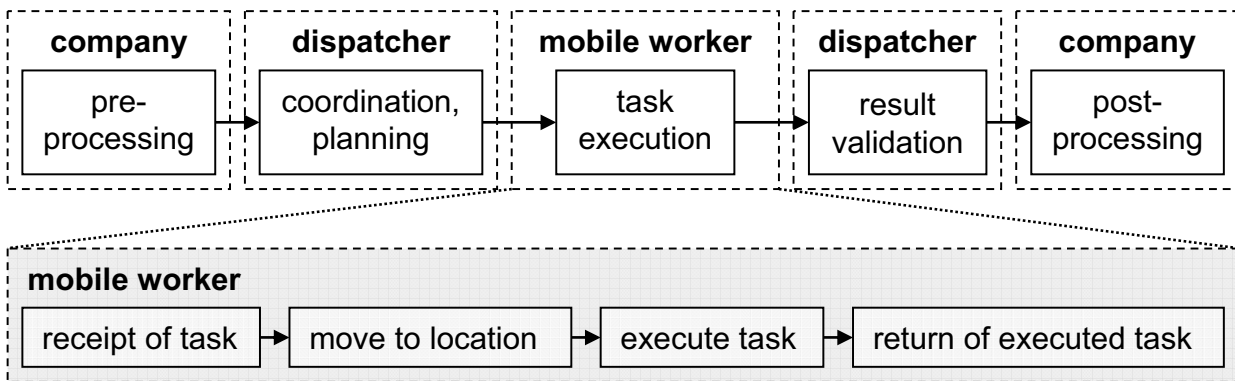 company
pre-
processing
dispatcher
coordination,
planning
mobile worker
task
execution
dispatcher
result
validation
company
post-
processing
mobile worker
receipt of task
move to location
execute task
return of executed task